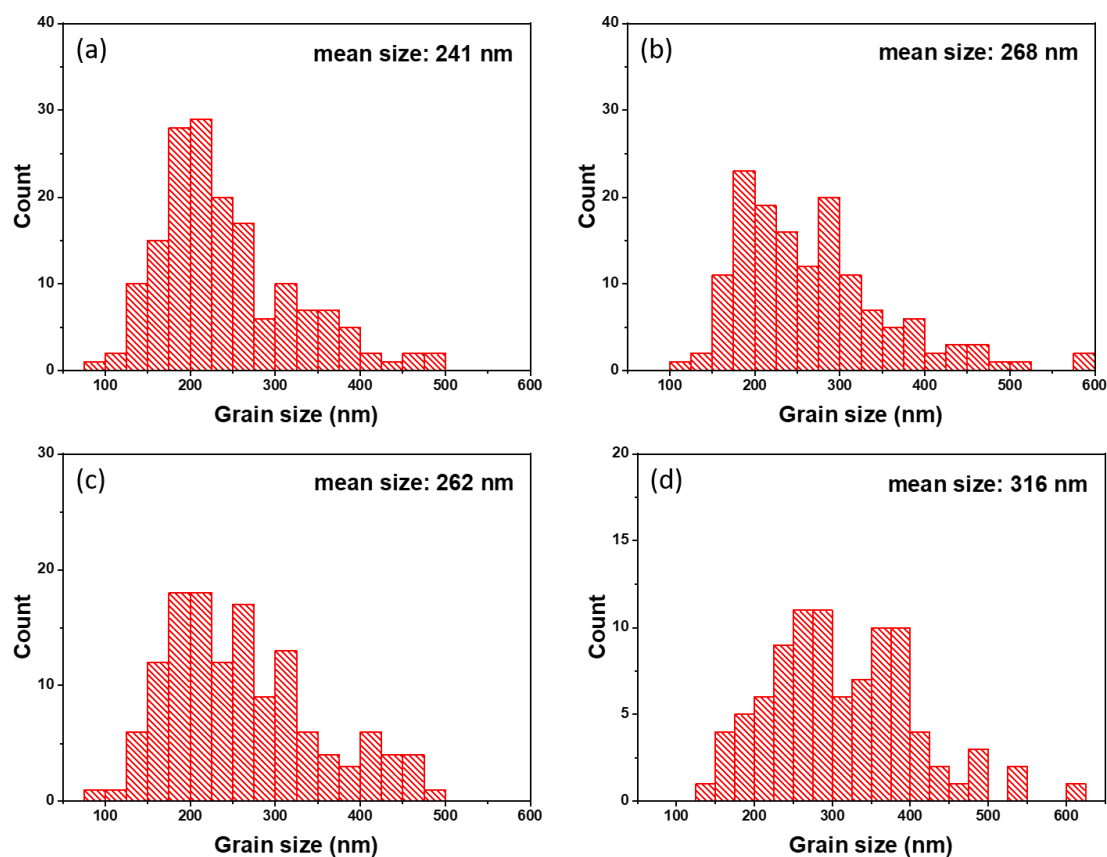 (a)
mean size: 241 nm
40
30
20
10
0
Count
100 200 300 400 500 600
Grain size (nm)
(b)
mean size: 268 nm
40
30
20
10
0
Count
100 200 300 400 500 600
Grain size (nm)
(c)
mean size: 262 nm
30
20
10
0
Count
100 200 300 400 500 600
Grain size (nm)
(d)
mean size: 316 nm
20
15
10
5
0
Count
100 200 300 400 500 600
Grain size (nm)